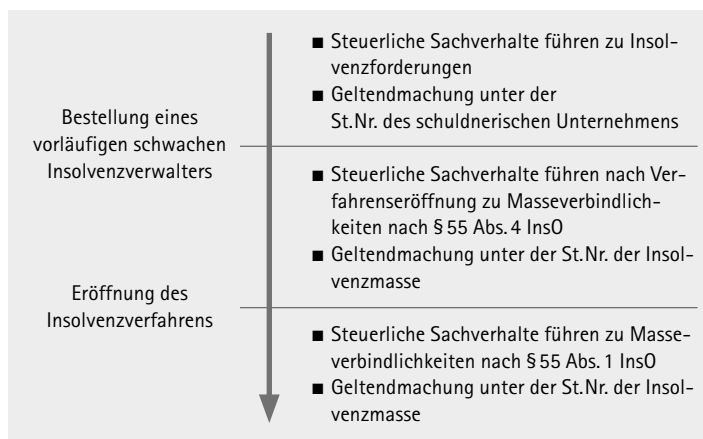 ■ Steuerliche Sachverhalte führen zu Insol-
venzforderungen
■ Geltendmachung unter der
St.Nr. des schuldnerischen Unternehmens
Bestellung eines
vorläufigen schwachen
Insolvenzverwalters
■ Steuerliche Sachverhalte führen nach Ver-
fahrenseröffnung zu Masseverbindlich-
keiten nach § 55 Abs. 4 InsO
■ Geltendmachung unter der St.Nr. der Insol-
venzmasse
Eröffnung des
Insolvenzverfahrens
■ Steuerliche Sachverhalte führen zu Masse-
verbindlichkeiten nach § 55 Abs. 1 InsO
■ Geltendmachung unter der St.Nr. der Insol-
venzmasse